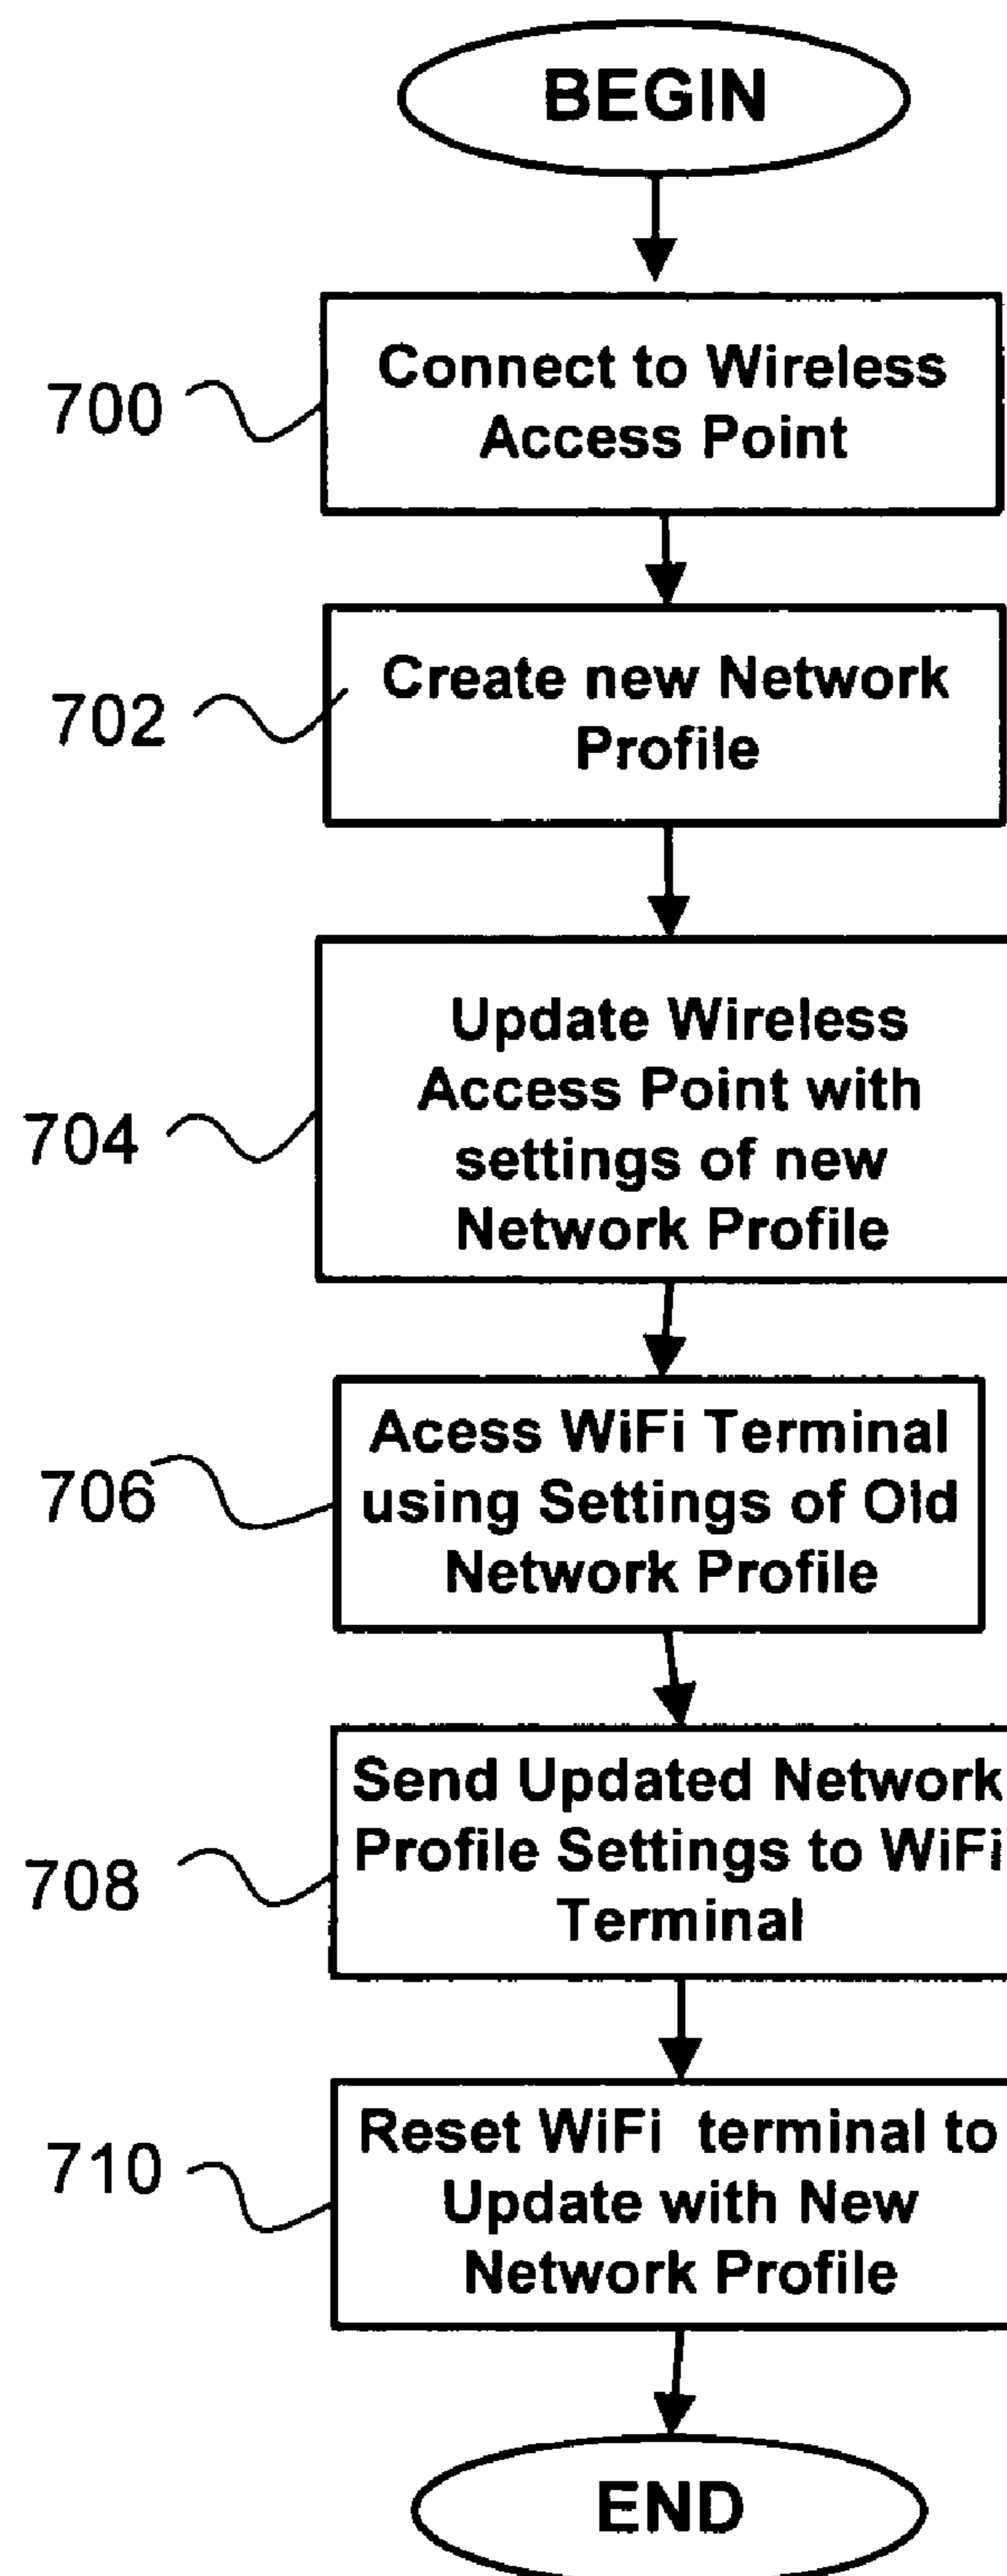 BEGIN
700
Connect to Wireless
Access Point
702
Create new Network
Profile
704
Update Wireless
Access Point with
settings of new
Network Profile
706
Acess WiFi Terminal
using Settings of Old
Network Profile
708
Send Updated Network
Profile Settings to WiFi
Terminal
710
Reset WiFi terminal to
Update with New
Network Profile
END